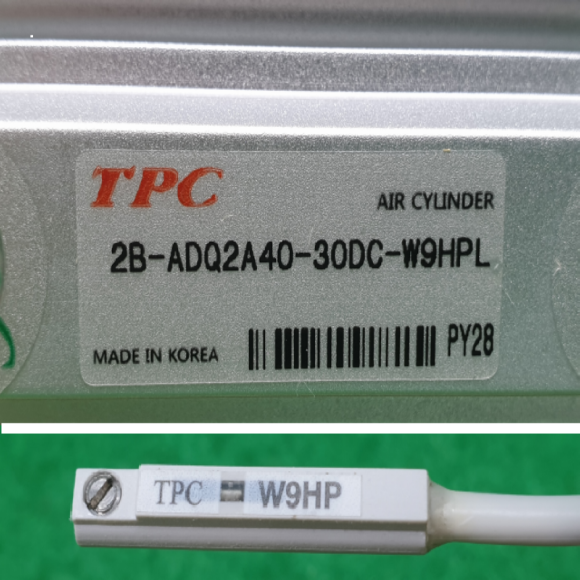 TPC
AIR CYLINDER
2B-ADQ2A40-30DC-W9HPL
MADE IN KOREA PY28
TPC W9HP